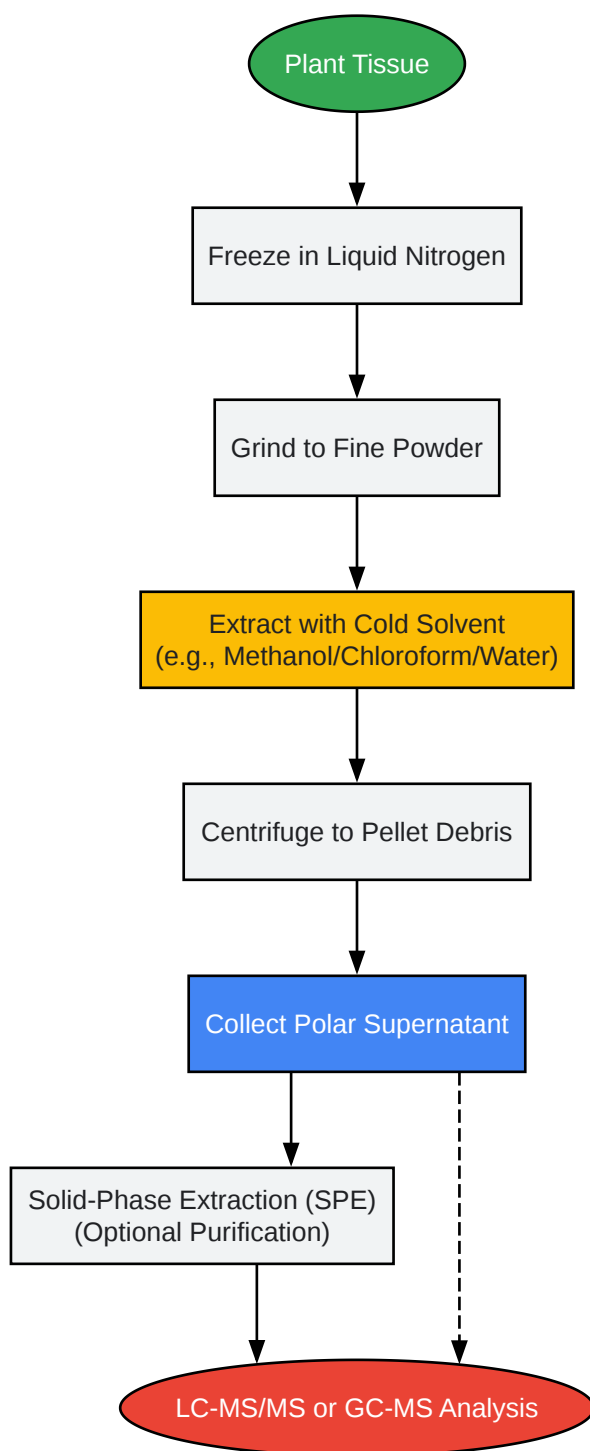 Plant Tissue
Freeze in Liquid Nitrogen
Grind to Fine Powder
Extract with Cold Solvent
(e.g., Methanol/Chloroform/Water)
Centrifuge to Pellet Debris
Collect Polar Supernatant
Solid-Phase Extraction (SPE)
(Optional Purification)
LC-MS/MS or GC-MS Analysis